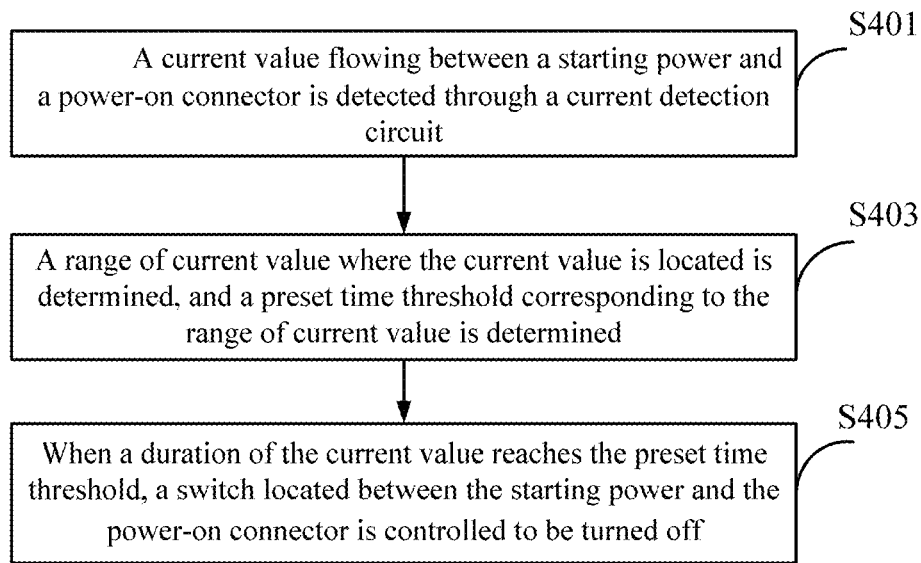 S401
A current value flowing between a starting power and
a power-on connector is detected through a current detection
circuit
S403
A range of current value where the current value is located is
determined, and a preset time threshold corresponding to the
range of current value is determined
S405
When a duration of the current value reaches the preset time
threshold, a switch located between the starting power and the
power-on connector is controlled to be turned off